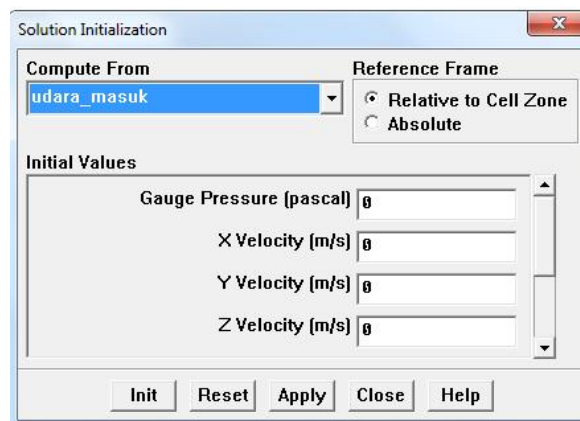 Solution Initialization
Compute From
udara_masuk
Reference Frame
Relative to Cell Zone
Absolute
Initial Values
Gauge Pressure (pascal) 0
X Velocity (m/s) 0
Y Velocity (m/s) 0
Z Velocity (m/s) 0
Init Reset Apply Close Help